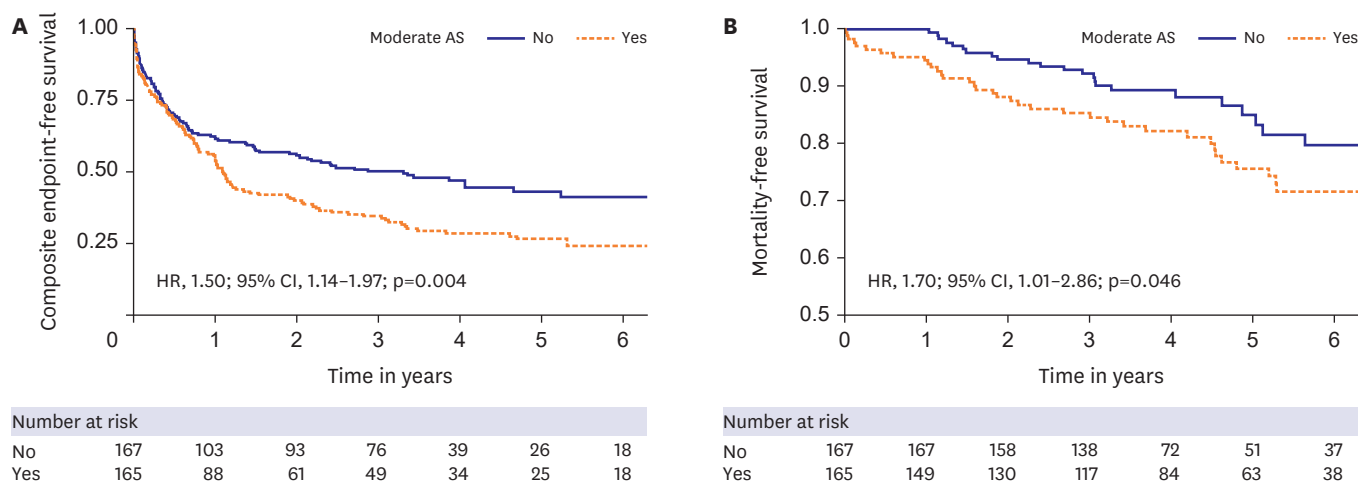 A
Moderate AS No Yes
Composite endpoint-free survival
1.00
0.75
0.50
0.25
0
HR, 1.50; 95% CI, 1.14–1.97; p=0.004
0 1 2 3 4 5 6
Time in years
Number at risk
No 167 103 93 76 39 26 18
Yes 165 88 61 49 34 25 18
B
Moderate AS No Yes
Mortality-free survival
1.0
0.9
0.8
0.7
0.6
0.5
HR, 1.70; 95% CI, 1.01–2.86; p=0.046
0 1 2 3 4 5 6
Time in years
Number at risk
No 167 167 158 138 72 51 37
Yes 165 149 130 117 84 63 38